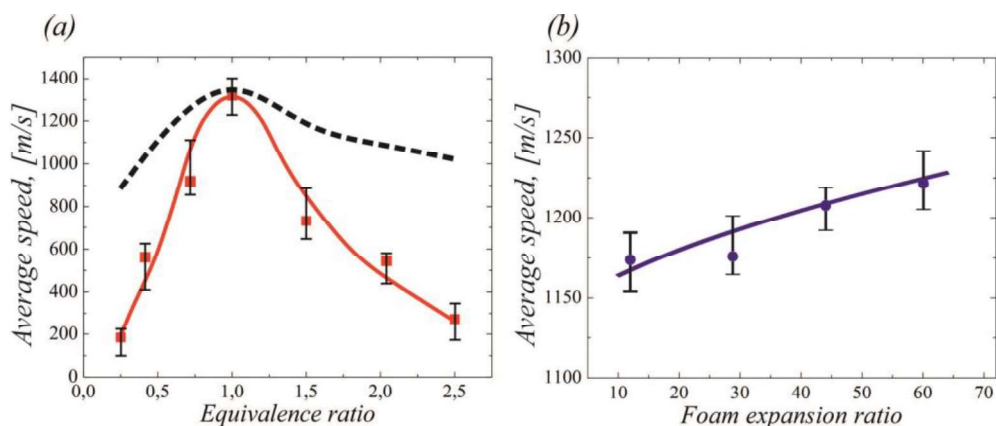 (a)
Average speed, [m/s]
1400
1200
1000
800
600
400
200
0
0,0 0,5 1,0 1,5 2,0 2,5
Equivalence ratio
(b)
Average speed, [m/s]
1300
1250
1200
1150
1100
10 20 30 40 50 60 70
Foam expansion ratio